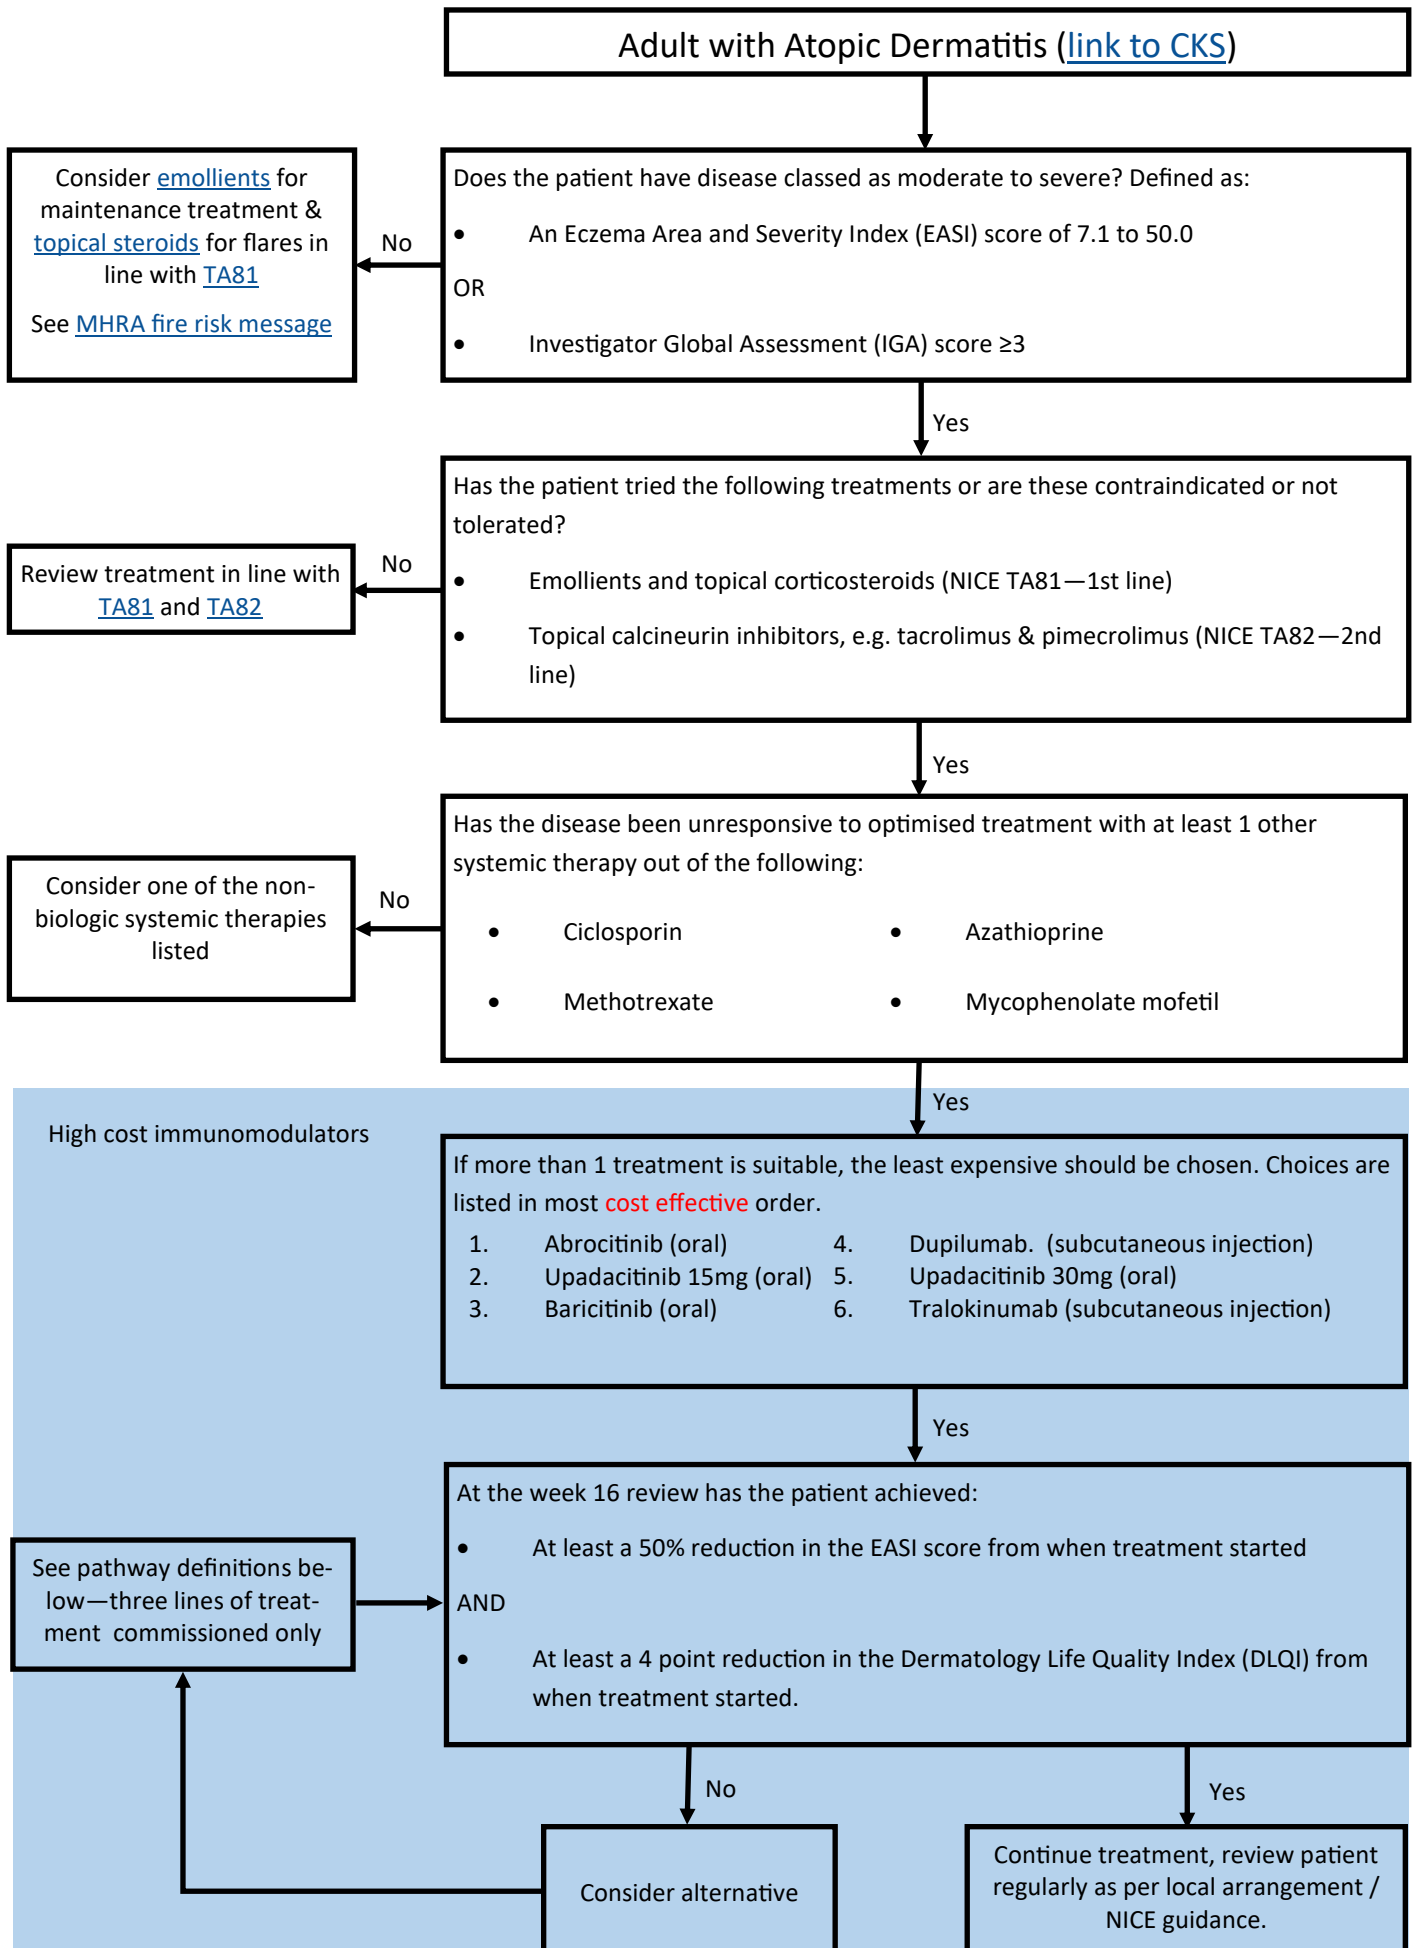 Adult with Atopic Dermatitis (link to CKS)
Consider emollients for
maintenance treatment &
topical steroids for flares in
line with TA81
See MHRA fire risk message
No
Does the patient have disease classed as moderate to severe? Defined as:
• An Eczema Area and Severity Index (EASI) score of 7.1 to 50.0
OR
• Investigator Global Assessment (IGA) score ≥3
Yes
Has the patient tried the following treatments or are these contraindicated or not
tolerated?
• Emollients and topical corticosteroids (NICE TA81—1st line)
• Topical calcineurin inhibitors, e.g. tacrolimus & pimecrolimus (NICE TA82—2nd
line)
No
Review treatment in line with
TA81 and TA82
Yes
Has the disease been unresponsive to optimised treatment with at least 1 other
systemic therapy out of the following:
• Ciclosporin • Azathioprine
• Methotrexate • Mycophenolate mofetil
No
Consider one of the non-
biologic systemic therapies
listed
Yes
High cost immunomodulators
If more than 1 treatment is suitable, the least expensive should be chosen. Choices are
listed in most cost effective order.
1. Abrocitinib (oral) 4. Dupilumab. (subcutaneous injection)
2. Upadacitinib 15mg (oral) 5. Upadacitinib 30mg (oral)
3. Baricitinib (oral) 6. Tralokinumab (subcutaneous injection)
Yes
At the week 16 review has the patient achieved:
• At least a 50% reduction in the EASI score from when treatment started
AND
• At least a 4 point reduction in the Dermatology Life Quality Index (DLQI) from
when treatment started.
See pathway definitions be-
low—three lines of treat-
ment commissioned only
No
Yes
Consider alternative
Continue treatment, review patient
regularly as per local arrangement /
NICE guidance.